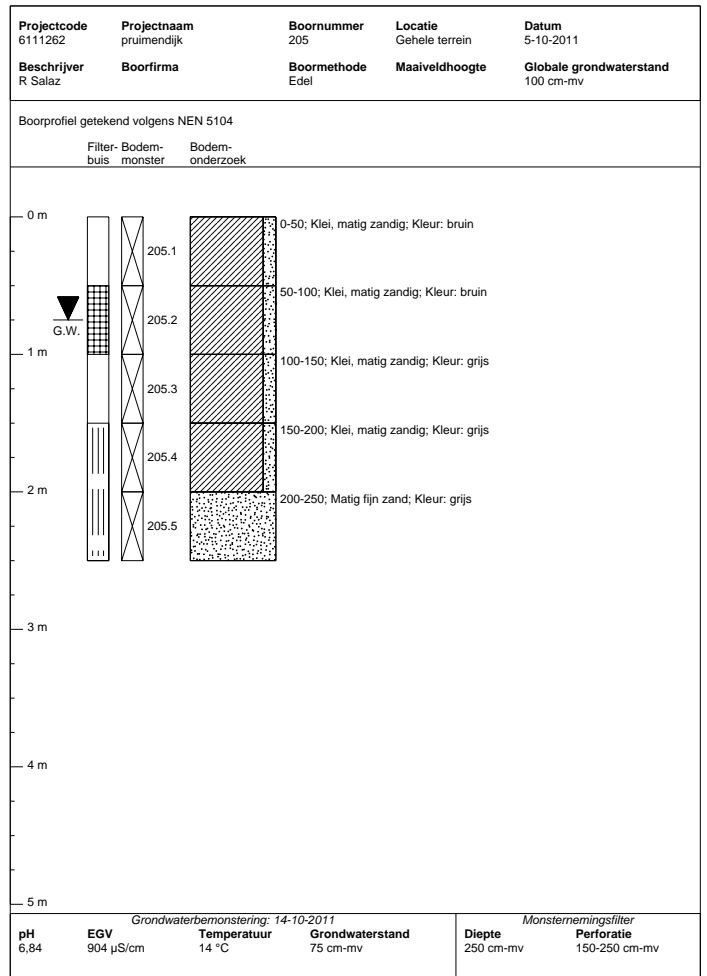 Projectcode Projectnaam Boornummer Locatie Datum
6111262 pruimendijk 205 Gehele terrein 5-10-2011
Beschrijver Boorfirma Boormethode Maaiveldhoogte Globale grondwaterstand
R Salaz Edel 100 cm-mv
Boorprofiel getekend volgens NEN 5104
Filter- Bodem- Bodem-
buis monster onderzoek
0 m
0-50; Klei, matig zandig; Kleur: bruin
205.1
50-100; Klei, matig zandig; Kleur: bruin
205.2
G.W.
1 m
100-150; Klei, matig zandig; Kleur: grijs
205.3
150-200; Klei, matig zandig; Kleur: grijs
205.4
2 m
200-250; Matig fijn zand; Kleur: grijs
205.5
3 m
4 m
5 m
Grondwaterbemonstering: 14-10-2011 Monsternemingsfilter
pH EGV Temperatuur Grondwaterstand Diepte Perforatie
6,84 904 µS/cm 14 °C 75 cm-mv 250 cm-mv 150-250 cm-mv